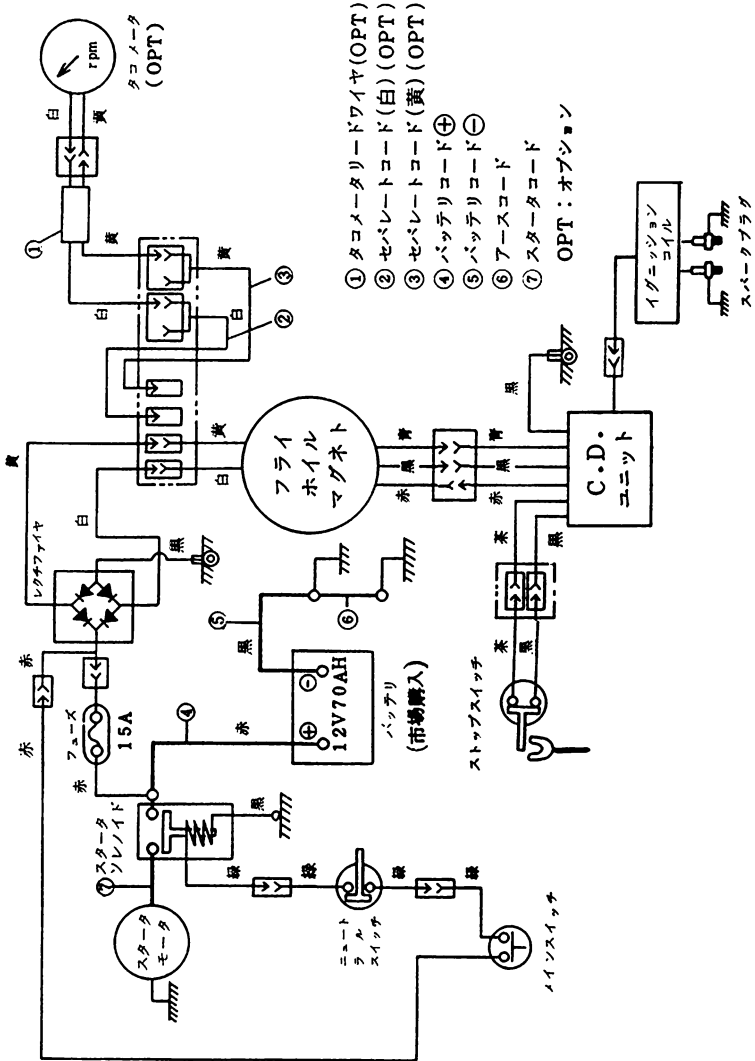 タコメータ
(OPT)
rpm
白
黄
①
黄
白
黄
白
③
②
① タコメータリードワイヤ(OPT)
② セパレートコード(白)(OPT)
③ セパレートコード(黄)(OPT)
④ バッテリコード⊕
⑤ バッテリコード⊖
⑥ アースコード
⑦ スタータコード
OPT：オプション
黄
白
レクチファイヤ
黒
黄
白
フライ
ホイル
マグネト
青
黒
赤
青
黒
赤
黒
C.D.
ユニット
イグニッション
コイル
スパークプラグ
茶
黒
茶
黒
ストップスイッチ
赤
赤
フューズ
15A
赤
④
赤
⑤
黒
⑥
⊕
⊖
12V70AH
バッテリ
(市場購入)
⑦
スタータ
ソレノイド
黒
スタータ
モータ
緑
緑
ニュート
ラル
スイッチ
緑
緑
メインスイッチ